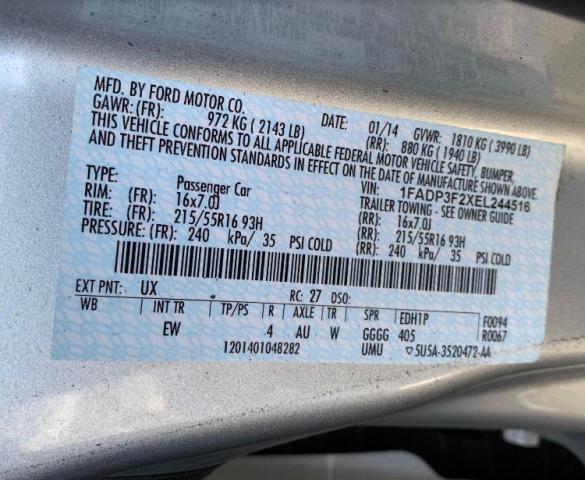 MFD. BY FORD MOTOR CO.
DATE: 01/14 GVWR: 1810 KG ( 3990 LB)
GAWR: (FR): 972 KG ( 2143 LB) (RR): 880 KG ( 1940 LB)
THIS VEHICLE CONFORMS TO ALL APPLICABLE FEDERAL MOTOR VEHICLE SAFETY, BUMPER,
AND THEFT PREVENTION STANDARDS IN EFFECT ON THE DATE OF MANUFACTURE SHOWN ABOVE.
VIN: 1FADP3F2XEL244516
TYPE: Passenger Car TRAILER TOWING - SEE OWNER GUIDE
RIM: (FR): 16x7.0J (RR): 16x7.0J
TIRE: (FR): 215/55R16 93H (RR): 215/55R16 93H
PRESSURE: (FR): 240 kPa/ 35 PSI COLD (RR): 240 kPa/ 35 PSI COLD
EXT PNT: UX RC: 27 DSO:
WB INT TR TP/PS R AXLE TR SPR EDH1P F0094
EW 4 AU W GGGG 405 R0067
1201401048282 UMU ▽5U5A-3520472-AA